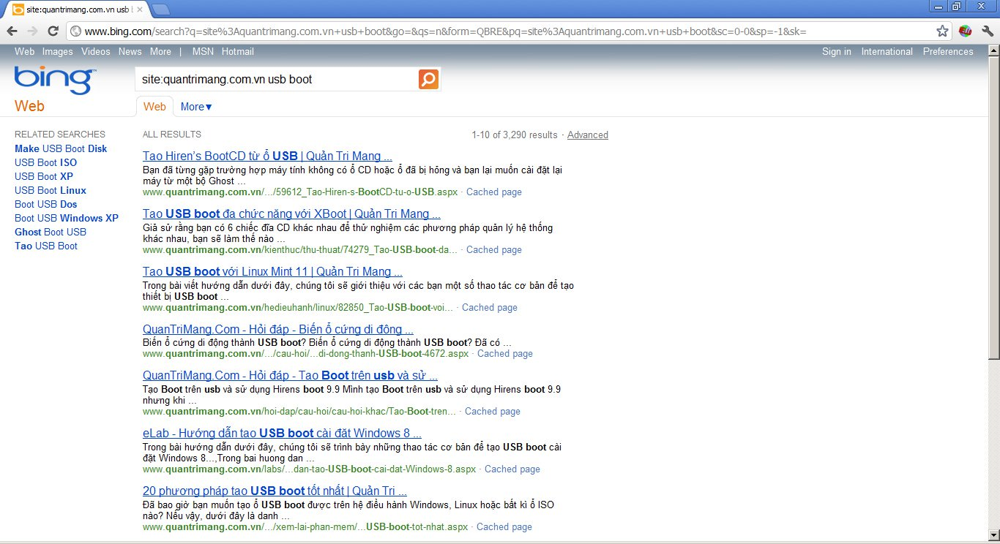 site:quantrimang.com.vn usb b
www.bing.com/search?q=site%3Aquantrimang.com.vn+usb+boot&go=&qs=n&form=QBRE&pq=site%3Aquantrimang.com.vn+usb+boot&sc=0-0&sp=-1&sk=
Web Images Videos News More | MSN Hotmail
Sign in International Preferences
bing™
site:quantrimang.com.vn usb boot
Web
Web More▼
RELATED SEARCHES
Make USB Boot Disk
USB Boot ISO
USB Boot XP
USB Boot Linux
Boot USB Dos
Boot USB Windows XP
Ghost Boot USB
Tao USB Boot
ALL RESULTS
1-10 of 3,290 results · Advanced
Tao Hiren's BootCD từ ổ USB | Quản Tri Mang ...
Bạn đã từng gặp trường hợp máy tính không có ổ CD hoặc ổ đã bị hỏng và bạn lại muốn cài đặt lại
máy từ một bộ Ghost ...
www.quantrimang.com.vn/.../59612_Tao-Hiren-s-BootCD-tu-o-USB.aspx · Cached page
Tao USB boot đa chức năng với XBoot | Quản Tri Mang ...
Giả sử rằng bạn có 6 chiếc đĩa CD khác nhau để thử nghiệm các phương pháp quản lý hệ thống
khác nhau, bạn sẽ làm thế nào ...
www.quantrimang.com.vn/kienthuc/thu-thuat/74279_Tao-USB-boot-da... · Cached page
Tao USB boot với Linux Mint 11 | Quản Tri Mang ...
Trong bài viết hướng dẫn dưới đây, chúng tôi sẽ giới thiệu với các bạn một số thao tác cơ bản để tạo
thiết bị USB boot ...
www.quantrimang.com.vn/hedieuhanh/linux/82850_Tao-USB-boot-voi... · Cached page
QuanTriMang.Com - Hỏi đáp - Biến ổ cứng di đông ...
Biến ổ cứng di động thành USB boot? Biến ổ cứng di động thành USB boot? Đã có ...
www.quantrimang.com.vn/.../cau-hoi/...di-dong-thanh-USB-boot-4672.aspx · Cached page
QuanTriMang.Com - Hỏi đáp - Tao Boot trên usb và sử ...
Tạo Boot trên usb và sử dụng Hirens boot 9.9 Mình tạo Boot trên usb và sử dụng Hirens boot 9.9
nhưng khi ...
www.quantrimang.com.vn/hoi-dap/cau-hoi/cau-hoi-khac/Tao-Boot-tren... · Cached page
eLab - Hướng dẫn tao USB boot cài đặt Windows 8 ...
Trong bài hướng dẫn dưới đây, chúng tôi sẽ trình bày những thao tác cơ bản để tạo USB boot cài
đặt Windows 8...,Trong bai huong dan ...
www.quantrimang.com.vn/labs/...dan-tao-USB-boot-cai-dat-Windows-8.aspx · Cached page
20 phương pháp tao USB boot tốt nhất | Quản Tri ...
Đã bao giờ bạn muốn tạo ổ USB boot được trên hệ điều hành Windows, Linux hoặc bất kì ổ ISO
nào? Nếu vậy, dưới đây là danh ...
www.quantrimang.com.vn/.../xem-lai-phan-mem/...USB-boot-tot-nhat.aspx · Cached page